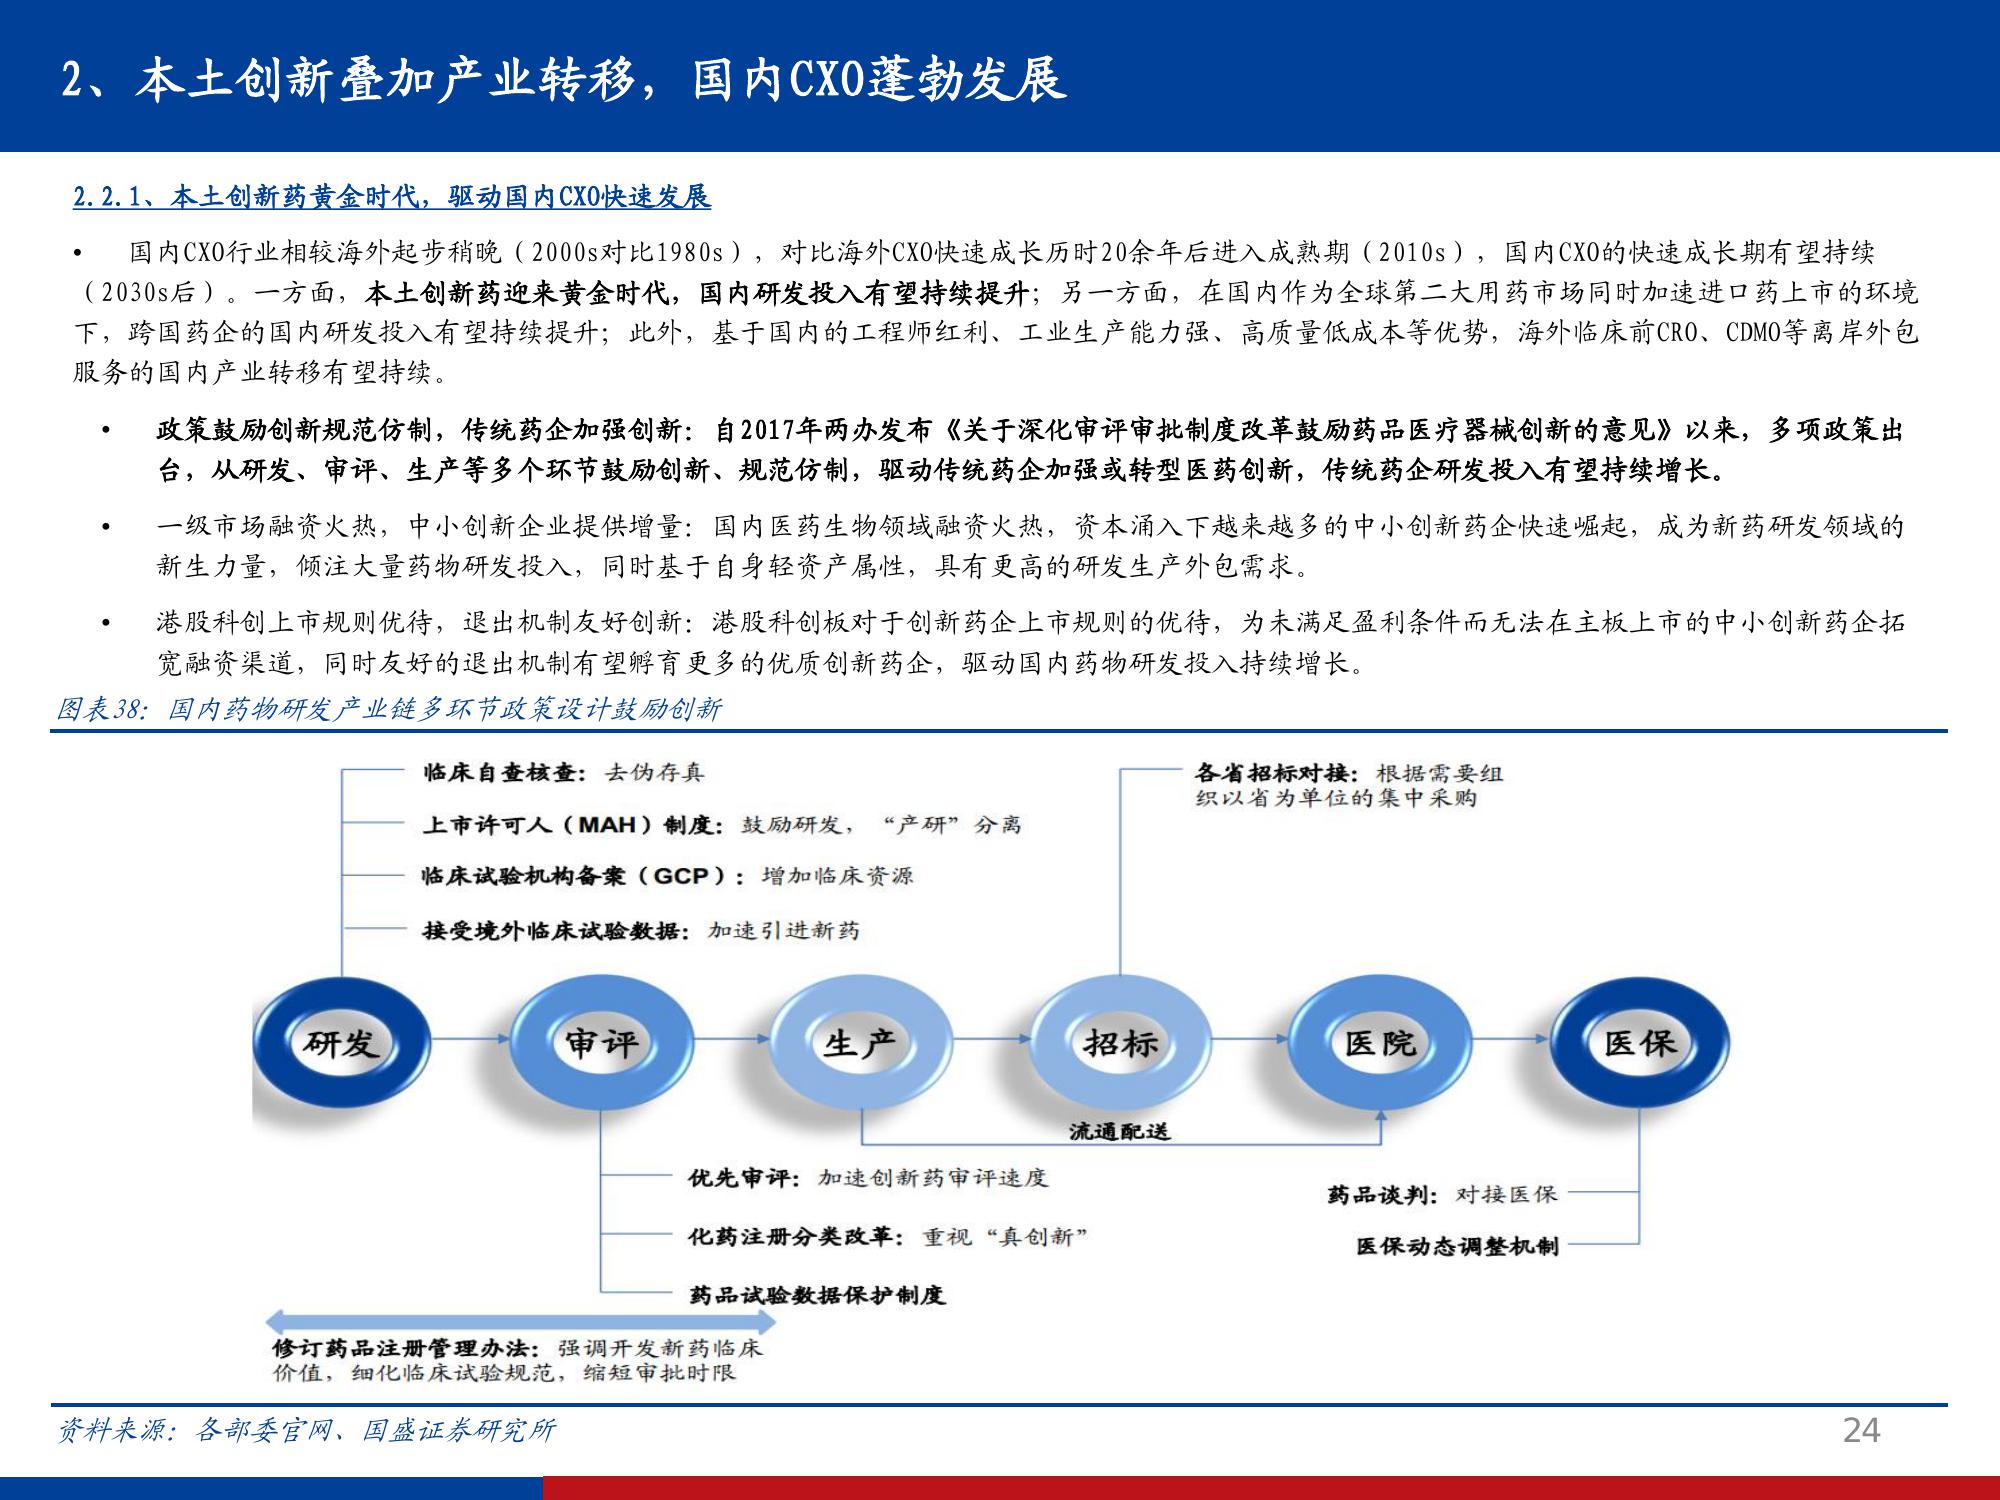 2、本土创新叠加产业转移，国内CXO蓬勃发展
2.2.1、本土创新药黄金时代，驱动国内CXO快速发展
• 国内CXO行业相较海外起步稍晚（2000s对比1980s），对比海外CXO快速成长历时20余年后进入成熟期（2010s），国内CXO的快速成长期有望持续
（2030s后）。一方面，本土创新药迎来黄金时代，国内研发投入有望持续提升；另一方面，在国内作为全球第二大用药市场同时加速进口药上市的环境
下，跨国药企的国内研发投入有望持续提升；此外，基于国内的工程师红利、工业生产能力强、高质量低成本等优势，海外临床前CRO、CDMO等离岸外包
服务的国内产业转移有望持续。
• 政策鼓励创新规范仿制，传统药企加强创新：自2017年两办发布《关于深化审评审批制度改革鼓励药品医疗器械创新的意见》以来，多项政策出
台，从研发、审评、生产等多个环节鼓励创新、规范仿制，驱动传统药企加强或转型医药创新，传统药企研发投入有望持续增长。
• 一级市场融资火热，中小创新企业提供增量：国内医药生物领域融资火热，资本涌入下越来越多的中小创新药企快速崛起，成为新药研发领域的
新生力量，倾注大量药物研发投入，同时基于自身轻资产属性，具有更高的研发生产外包需求。
• 港股科创上市规则优待，退出机制友好创新：港股科创板对于创新药企上市规则的优待，为未满足盈利条件而无法在主板上市的中小创新药企拓
宽融资渠道，同时友好的退出机制有望孵育更多的优质创新药企，驱动国内药物研发投入持续增长。
图表38：国内药物研发产业链多环节政策设计鼓励创新
临床自查核查：去伪存真
上市许可人（MAH）制度：鼓励研发，“产研”分离
临床试验机构备案（GCP）：增加临床资源
接受境外临床试验数据：加速引进新药
各省招标对接：根据需要组
织以省为单位的集中采购
研发
审评
生产
招标
医院
医保
流通配送
优先审评：加速创新药审评速度
化药注册分类改革：重视“真创新”
药品试验数据保护制度
药品谈判：对接医保
医保动态调整机制
修订药品注册管理办法：强调开发新药临床
价值，细化临床试验规范，缩短审批时限
资料来源：各部委官网、国盛证券研究所
24